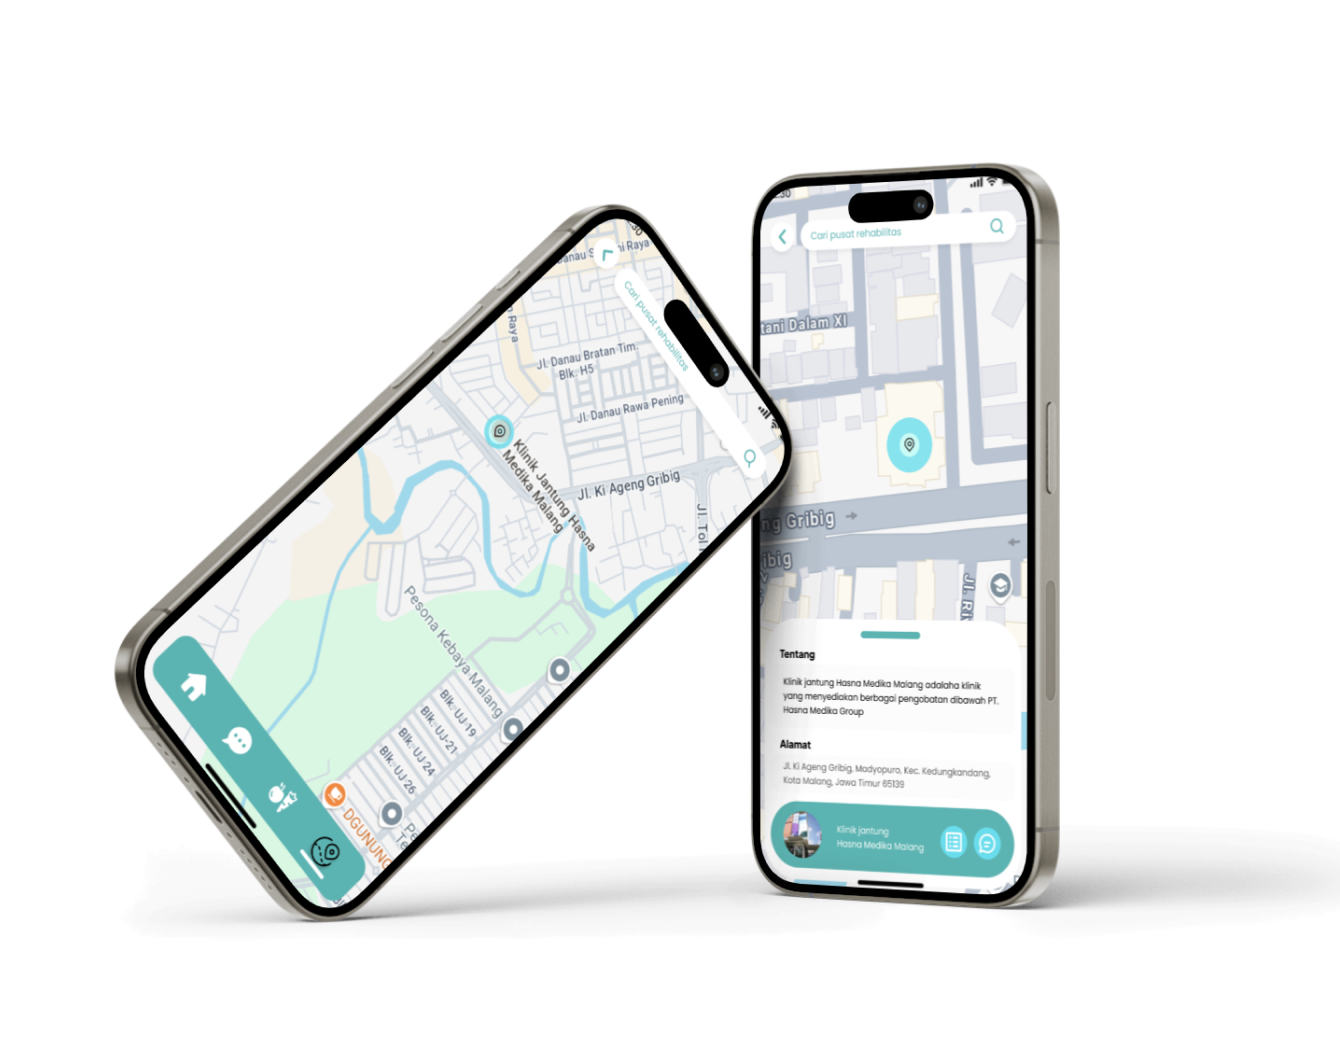 Danau S
ni Raya
Cari pusat rehabilitas
Raya
Jl. Danau Bratan Tim.
Blk. H5
Jl. Danau Rawa Pening
Klinik Jantung Hasna
Medika Malang
Jl. Ki Ageng Gribig
Jl. Tol
Pesona Kebaya Malang
Blk. UJ-19
Blk. UJ-21
Blk. UJ-24
Blk. UJ-26
DGUNUNG
:30
Cari pusat rehabilitas
tani Dalam XI
ng Gribig
ibig
Jl. Ri
Tentang
Klinik jantung Hasna Medika Malang adalaha klinik
yang menyediakan berbagai pengobatan dibawah PT.
Hasna Medika Group
Alamat
Jl. Ki Ageng Gribig, Madyopuro, Kec. Kedungkandang,
Kota Malang, Jawa Timur 65139
Klinik jantung
Hasna Medika Malang